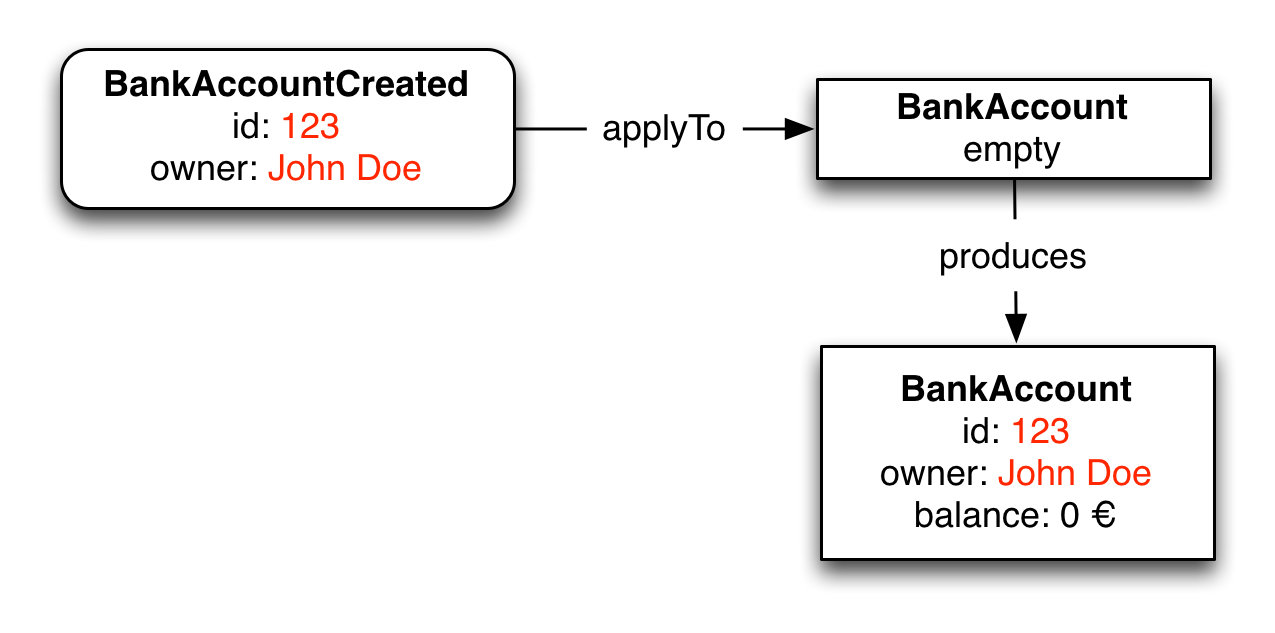 BankAccountCreated
id: 123
owner: John Doe
applyTo
BankAccount
empty
produces
BankAccount
id: 123
owner: John Doe
balance: 0 €